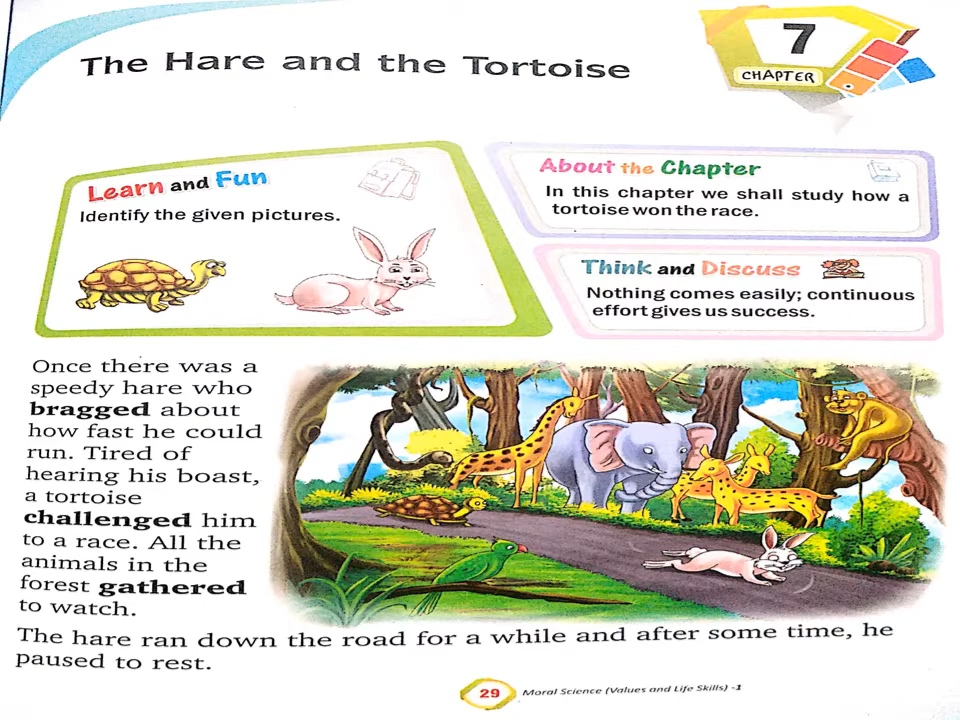 The Hare and the Tortoise
7
CHAPTER
Learn and Fun
Identify the given pictures.
About the Chapter
In this chapter we shall study how a
tortoise won the race.
Think and Discuss
Nothing comes easily; continuous
effort gives us success.
Once there was a
speedy hare who
bragged about
how fast he could
run. Tired of
hearing his boast,
a tortoise
challenged him
to a race. All the
animals in the
forest gathered
to watch.
The hare ran down the road for a while and after some time, he
paused to rest.
29 Moral Science (Values and Life Skills) -1